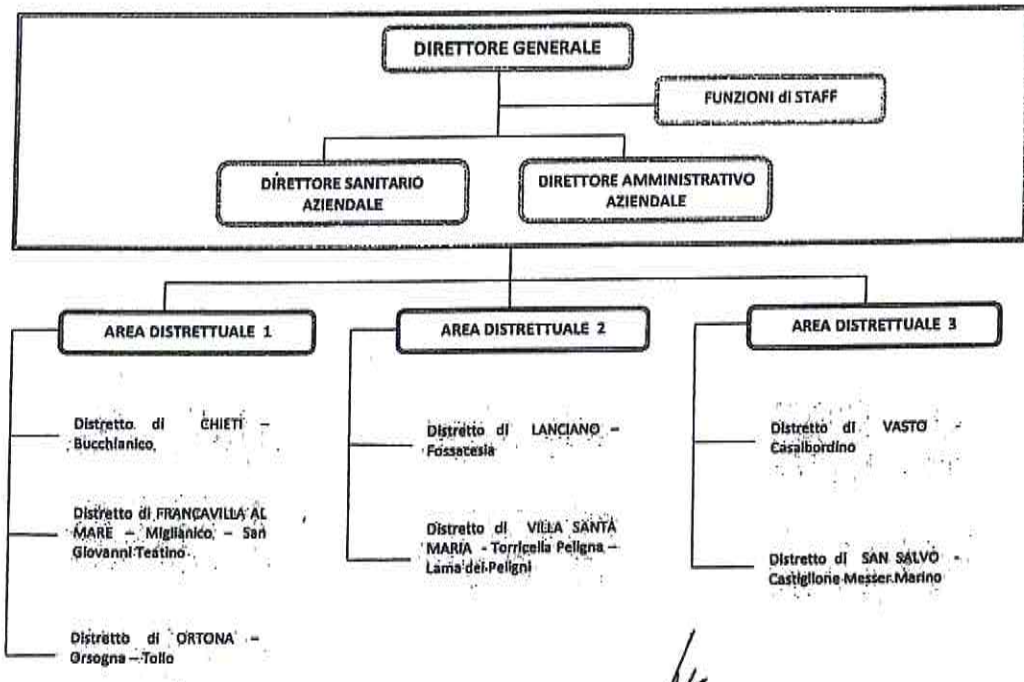 DIRETTORE GENERALE
FUNZIONI di STAFF
DIRETTORE SANITARIO
AZIENDALE
DIRETTORE AMMINISTRATIVO
AZIENDALE
AREA DISTRETTUALE 1
AREA DISTRETTUALE 2
AREA DISTRETTUALE 3
Distretto di CHIETI –
Bucchianico,
Distretto di FRANCAVILLA AL
MARE – Miglianico, – San
Giovanni Teatino
Distretto di ORTONA –
Orsogna – Tollo
Distretto di LANCIANO –
Fossacesia
Distretto di VILLA SANTA
MARIA - Torricella Peligna –
Lama dei Peligni
Distretto di VASTO -
Casalbordino
Distretto di SAN SALVO -
Castiglione Messer Marino